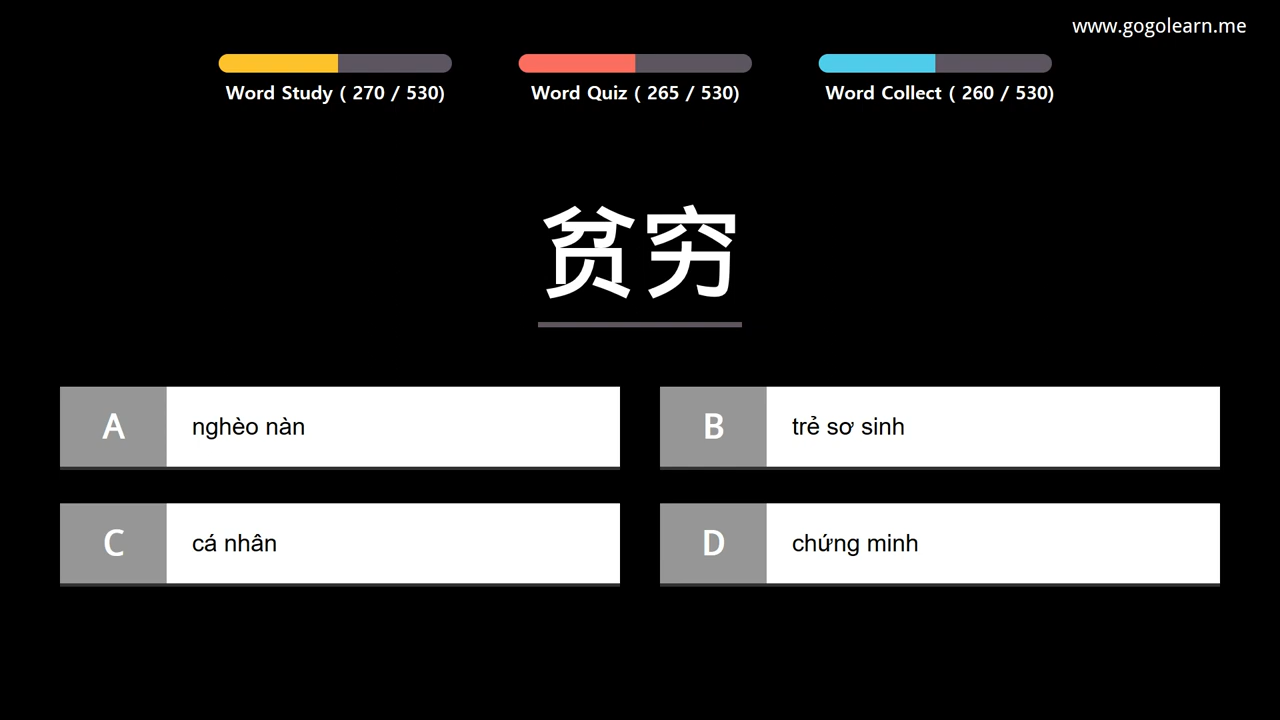 www.gogolearn.me
Word Study ( 270 / 530)
Word Quiz ( 265 / 530)
Word Collect ( 260 / 530)
贫穷
A nghèo nàn
B trẻ sơ sinh
C cá nhân
D chứng minh